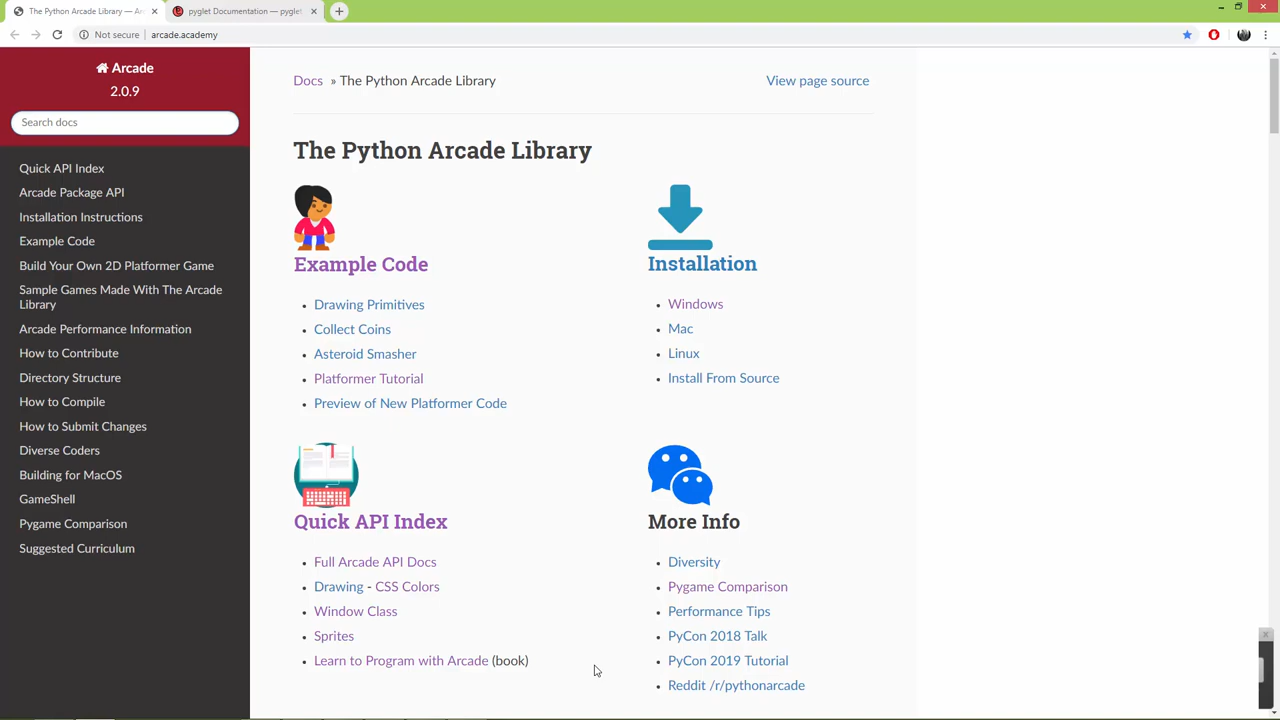 The Python Arcade Library — Ar
pyglet Documentation — pyglet
Not secure
arcade.academy
Arcade
2.0.9
Search docs
Quick API Index
Arcade Package API
Installation Instructions
Example Code
Build Your Own 2D Platformer Game
Sample Games Made With The Arcade
Library
Arcade Performance Information
How to Contribute
Directory Structure
How to Compile
How to Submit Changes
Diverse Coders
Building for MacOS
GameShell
Pygame Comparison
Suggested Curriculum
Docs » The Python Arcade Library
View page source
The Python Arcade Library
Example Code
Drawing Primitives
Collect Coins
Asteroid Smasher
Platformer Tutorial
Preview of New Platformer Code
Installation
Windows
Mac
Linux
Install From Source
Quick API Index
Full Arcade API Docs
Drawing - CSS Colors
Window Class
Sprites
Learn to Program with Arcade (book)
More Info
Diversity
Pygame Comparison
Performance Tips
PyCon 2018 Talk
PyCon 2019 Tutorial
Reddit /r/pythonarcade